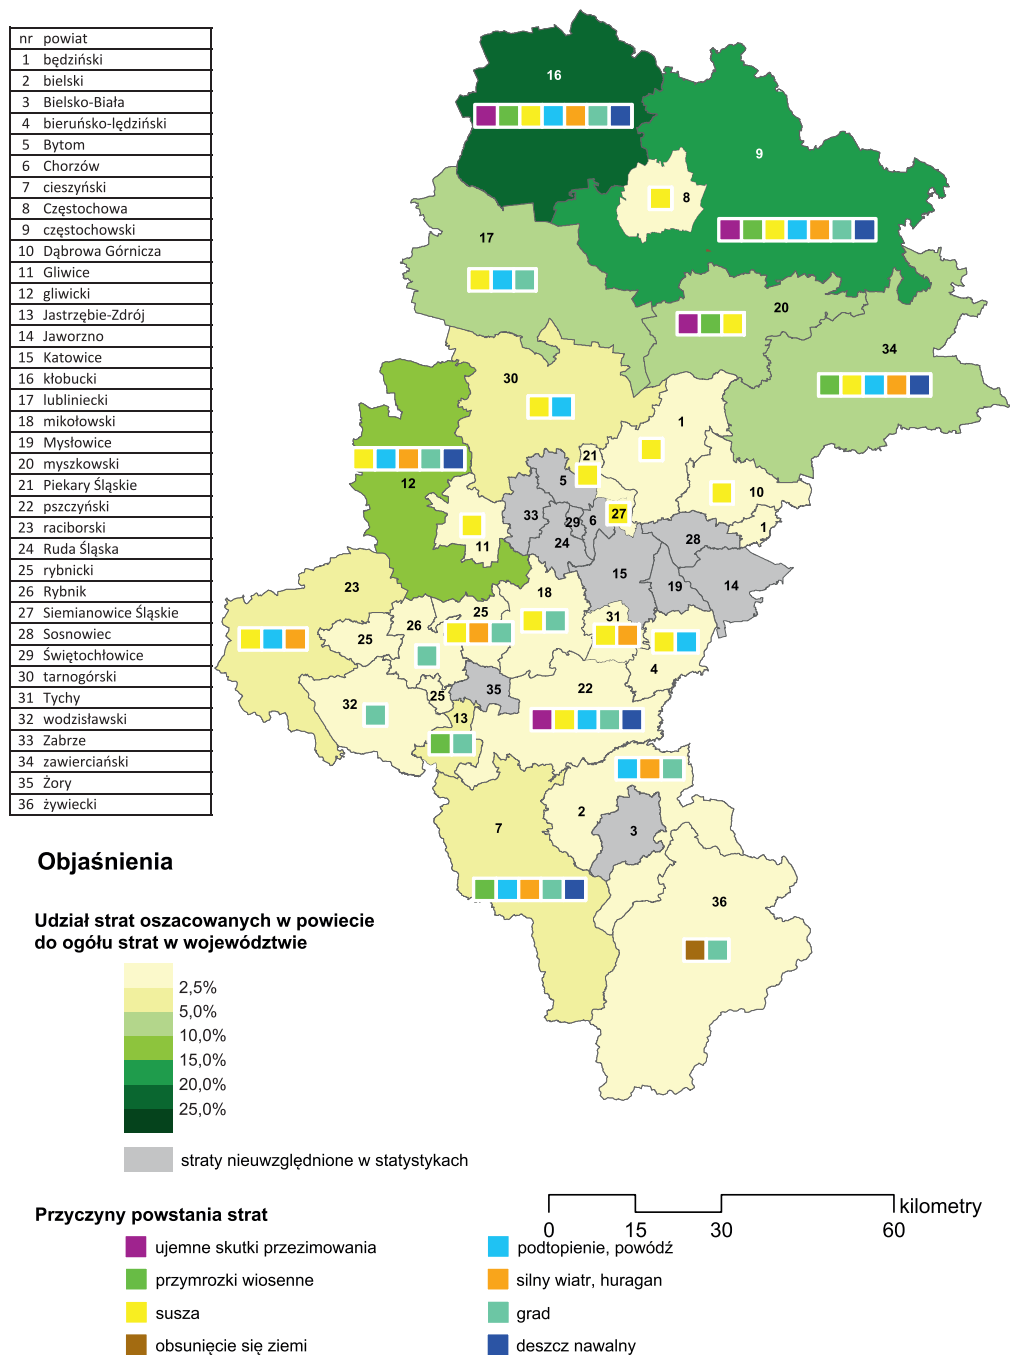 nr powiat
1 będziński
2 bielski
3 Bielsko-Biała
4 bieruńsko-lędziński
5 Bytom
6 Chorzów
7 cieszyński
8 Częstochowa
9 częstochowski
10 Dąbrowa Górnicza
11 Gliwice
12 gliwicki
13 Jastrzębie-Zdrój
14 Jaworzno
15 Katowice
16 kłobucki
17 lubliniecki
18 mikołowski
19 Mysłowice
20 myszkowski
21 Piekary Śląskie
22 pszczyński
23 raciborski
24 Ruda Śląska
25 rybnicki
26 Rybnik
27 Siemianowice Śląskie
28 Sosnowiec
29 Świętochłowice
30 tarnogórski
31 Tychy
32 wodzisławski
33 Zabrze
34 zawierciański
35 Żory
36 żywiecki
16
9
8
17
20
34
30
1
21
12
5
10
11
33
29
6
27
28
1
24
15
19
14
23
18
25
26
31
25
4
32
25
35
22
13
7
2
3
36
Objaśnienia
Udział strat oszacowanych w powiecie
do ogółu strat w województwie
2,5%
5,0%
10,0%
15,0%
20,0%
25,0%
straty nieuwzględnione w statystykach
kilometry
0 15 30 60
Przyczyny powstania strat
ujemne skutki przezimowania
przymrozki wiosenne
susza
obsunięcie się ziemi
podtopienie, powódź
silny wiatr, huragan
grad
deszcz nawalny